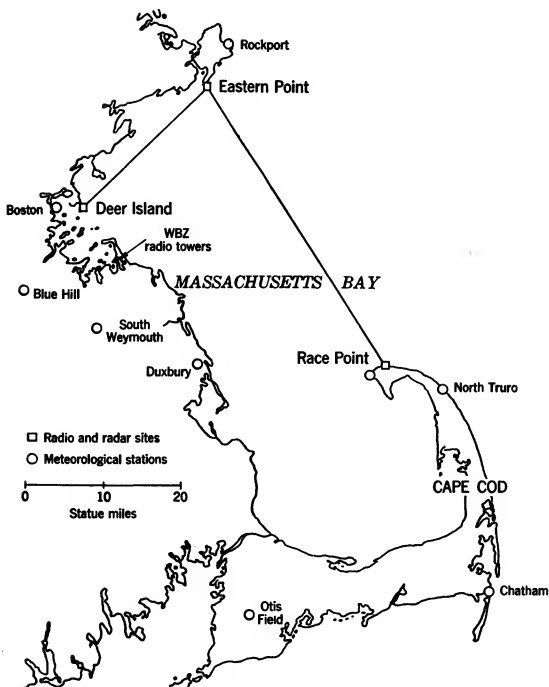 Rockport
Eastern Point
Boston
Deer Island
WBZ
radio towers
MASSACHUSETTS BAY
Blue Hill
South
Weymouth
Race Point
Duxbury
North Truro
Radio and radar sites
Meteorological stations
CAPE COD
0 10 20
Statue miles
Chatham
Otis
Field